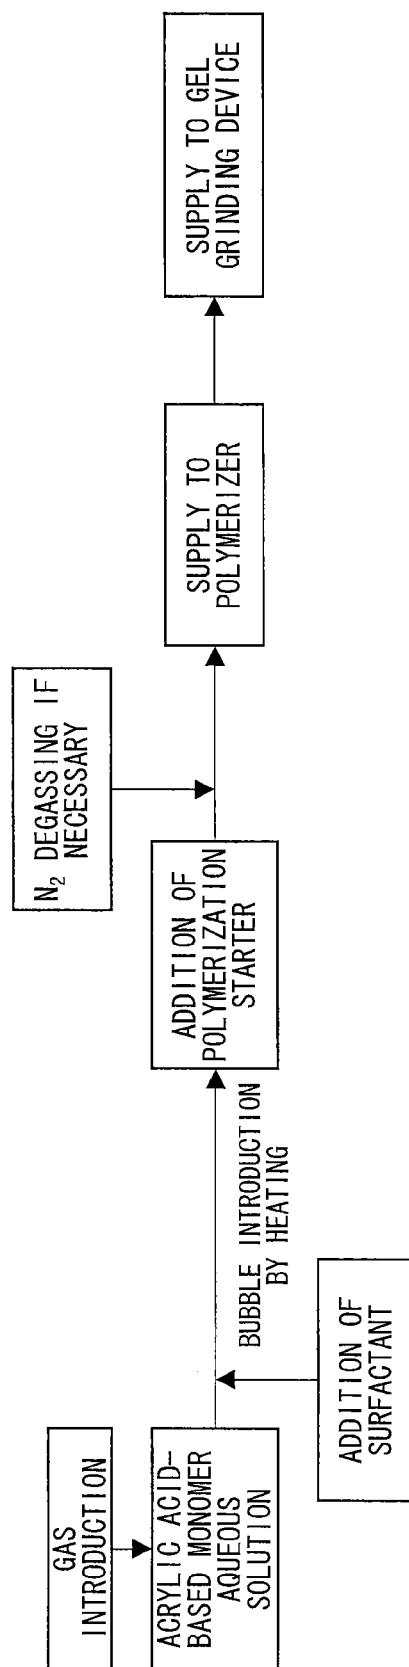 GAS
INTRODUCTION
ACRYLIC ACID-
BASED MONOMER
AQUEOUS
SOLUTION
ADDITION OF
SURFACTANT
BUBBLE INTRODUCTION
BY HEATING
ADDITION OF
POLYMERIZATION
STARTER
N₂ DEGASSING IF
NECESSARY
SUPPLY TO
POLYMERIZER
SUPPLY TO GEL
GRINDING DEVICE